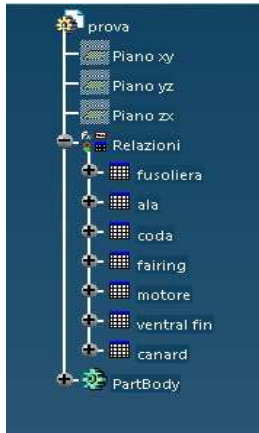 prova
Piano xy
Piano yz
Piano zx
Relazioni
fusoliera
ala
coda
fairing
motore
ventral fin
canard
PartBody